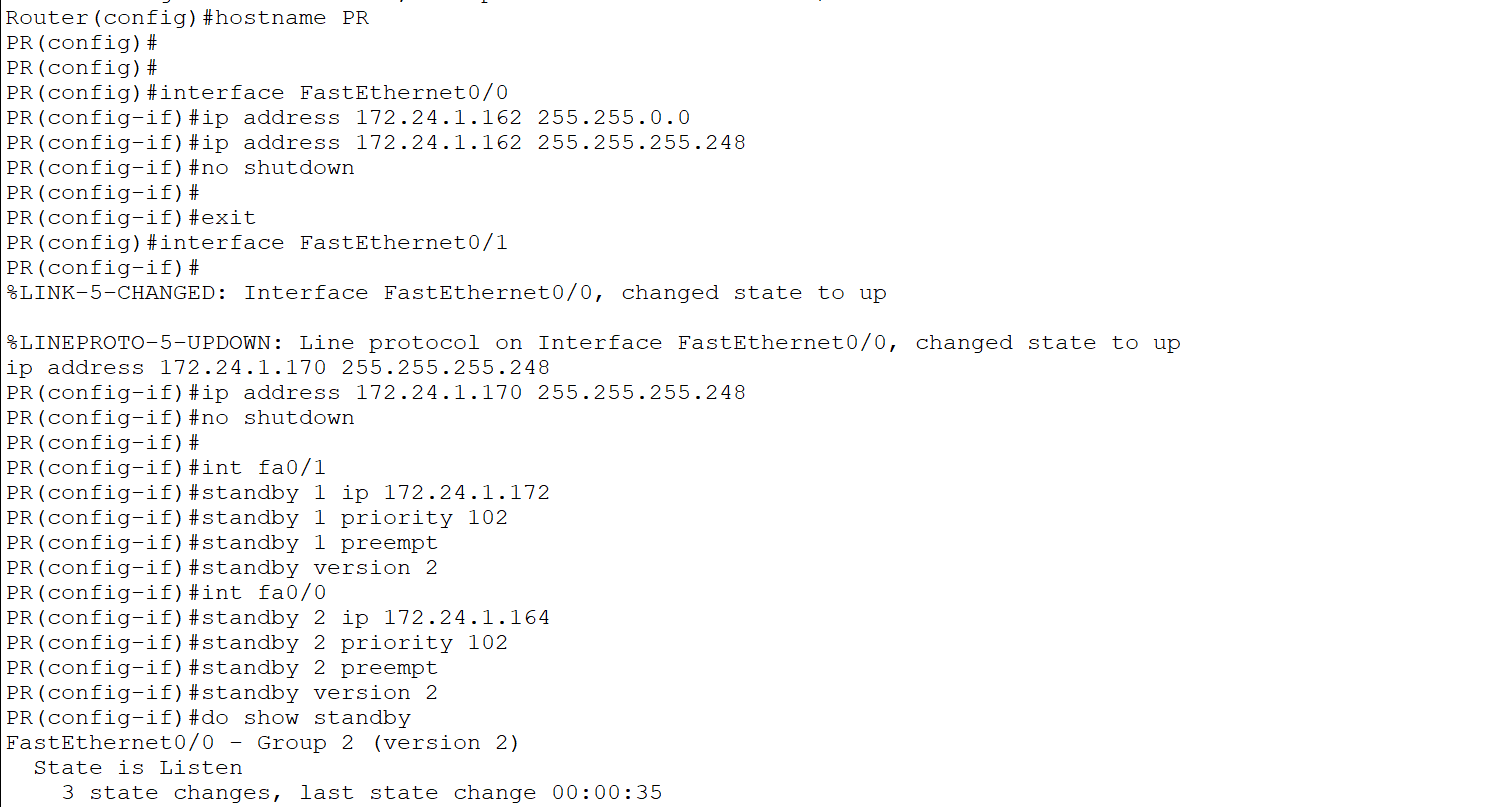 Router(config)#hostname PR
PR(config)#
PR(config)#
PR(config)#interface FastEthernet0/0
PR(config-if)#ip address 172.24.1.162 255.255.0.0
PR(config-if)#ip address 172.24.1.162 255.255.255.248
PR(config-if)#no shutdown
PR(config-if)#
PR(config-if)#exit
PR(config)#interface FastEthernet0/1
PR(config-if)#
%LINK-5-CHANGED: Interface FastEthernet0/0, changed state to up

%LINEPROTO-5-UPDOWN: Line protocol on Interface FastEthernet0/0, changed state to up
ip address 172.24.1.170 255.255.255.248
PR(config-if)#ip address 172.24.1.170 255.255.255.248
PR(config-if)#no shutdown
PR(config-if)#
PR(config-if)#int fa0/1
PR(config-if)#standby 1 ip 172.24.1.172
PR(config-if)#standby 1 priority 102
PR(config-if)#standby 1 preempt
PR(config-if)#standby version 2
PR(config-if)#int fa0/0
PR(config-if)#standby 2 ip 172.24.1.164
PR(config-if)#standby 2 priority 102
PR(config-if)#standby 2 preempt
PR(config-if)#standby version 2
PR(config-if)#do show standby
FastEthernet0/0 - Group 2 (version 2)
  State is Listen
    3 state changes, last state change 00:00:35